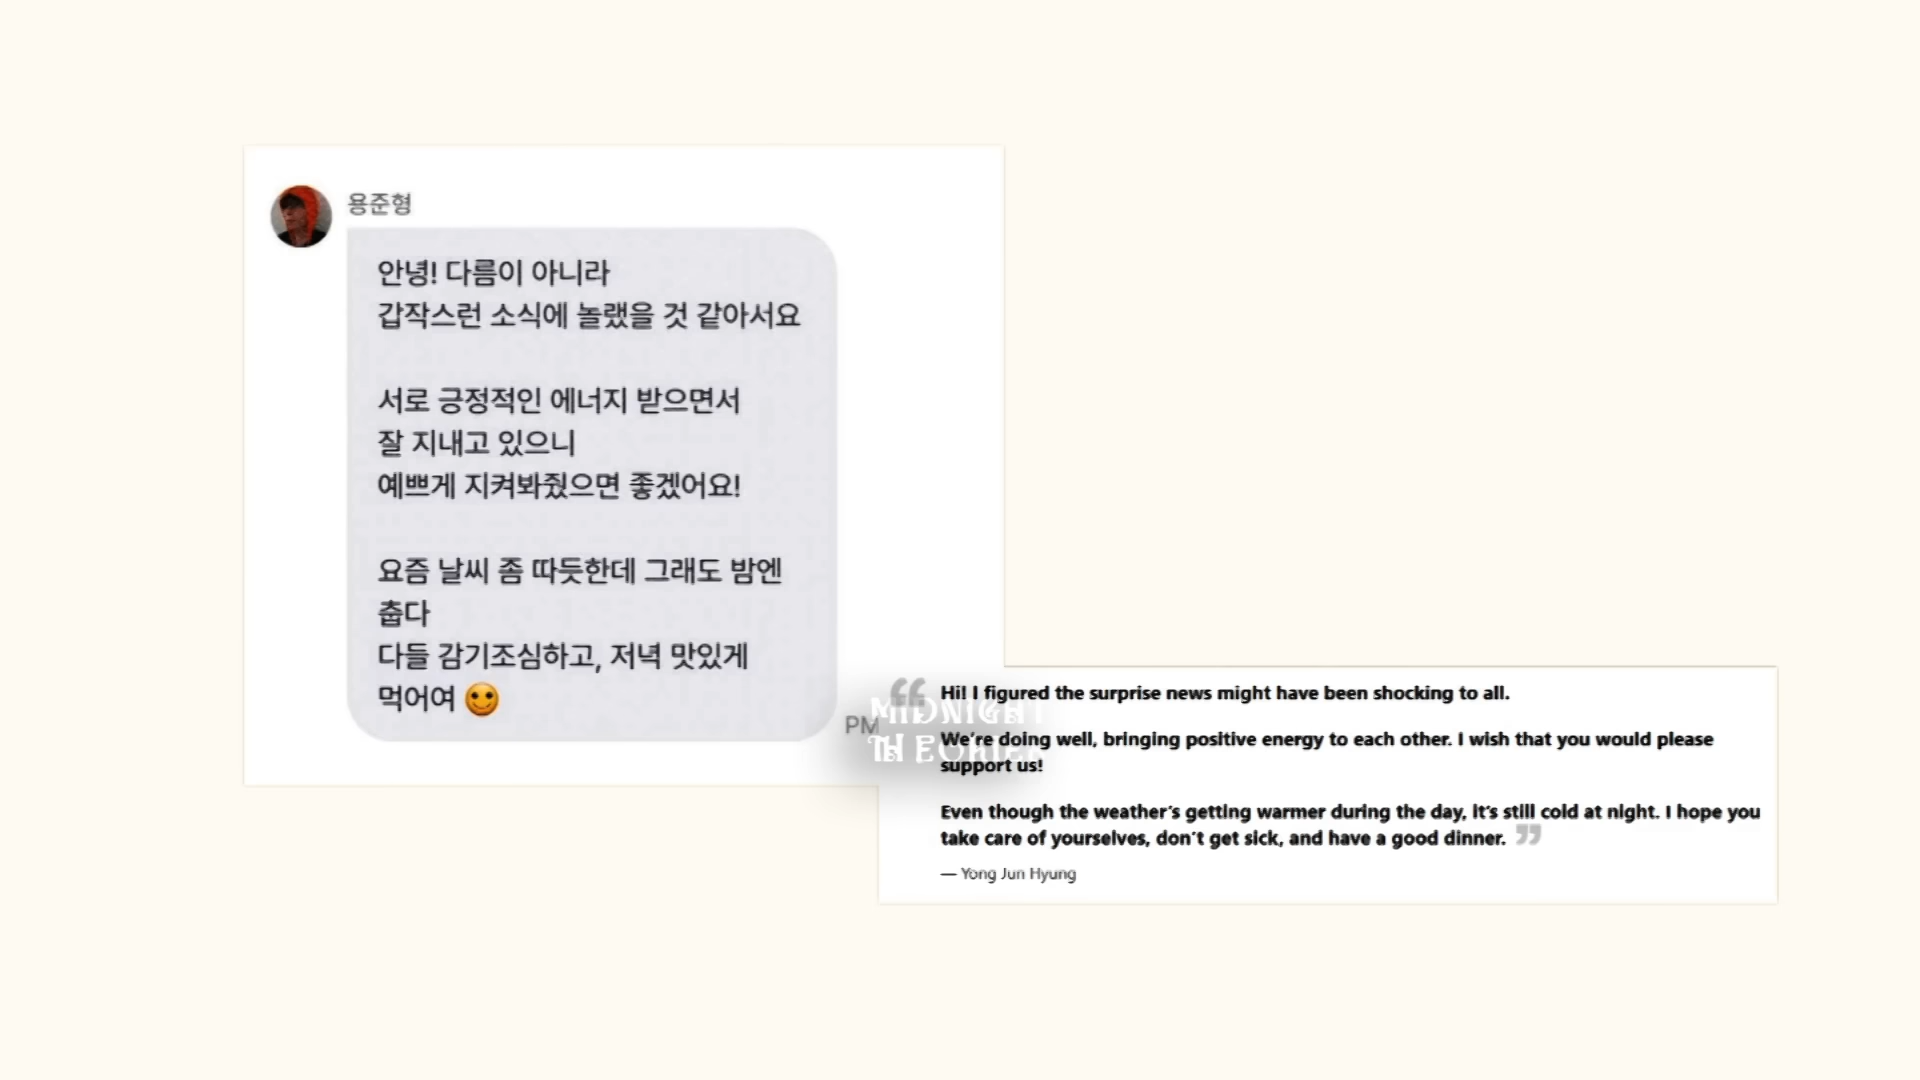 용준형
안녕! 다름이 아니라
갑작스런 소식에 놀랬을 것 같아서요
서로 긍정적인 에너지 받으면서
잘 지내고 있으니
예쁘게 지켜봐줬으면 좋겠어요!
요즘 날씨 좀 따듯한데 그래도 밤엔
춥다
다들 감기조심하고, 저녁 맛있게
먹어여 🙂
PM
MIDNIGHT
THEORIES
“ Hi! I figured the surprise news might have been shocking to all.
We’re doing well, bringing positive energy to each other. I wish that you would please
support us!
Even though the weather’s getting warmer during the day, it’s still cold at night. I hope you
take care of yourselves, don’t get sick, and have a good dinner. ”
— Yong Jun Hyung